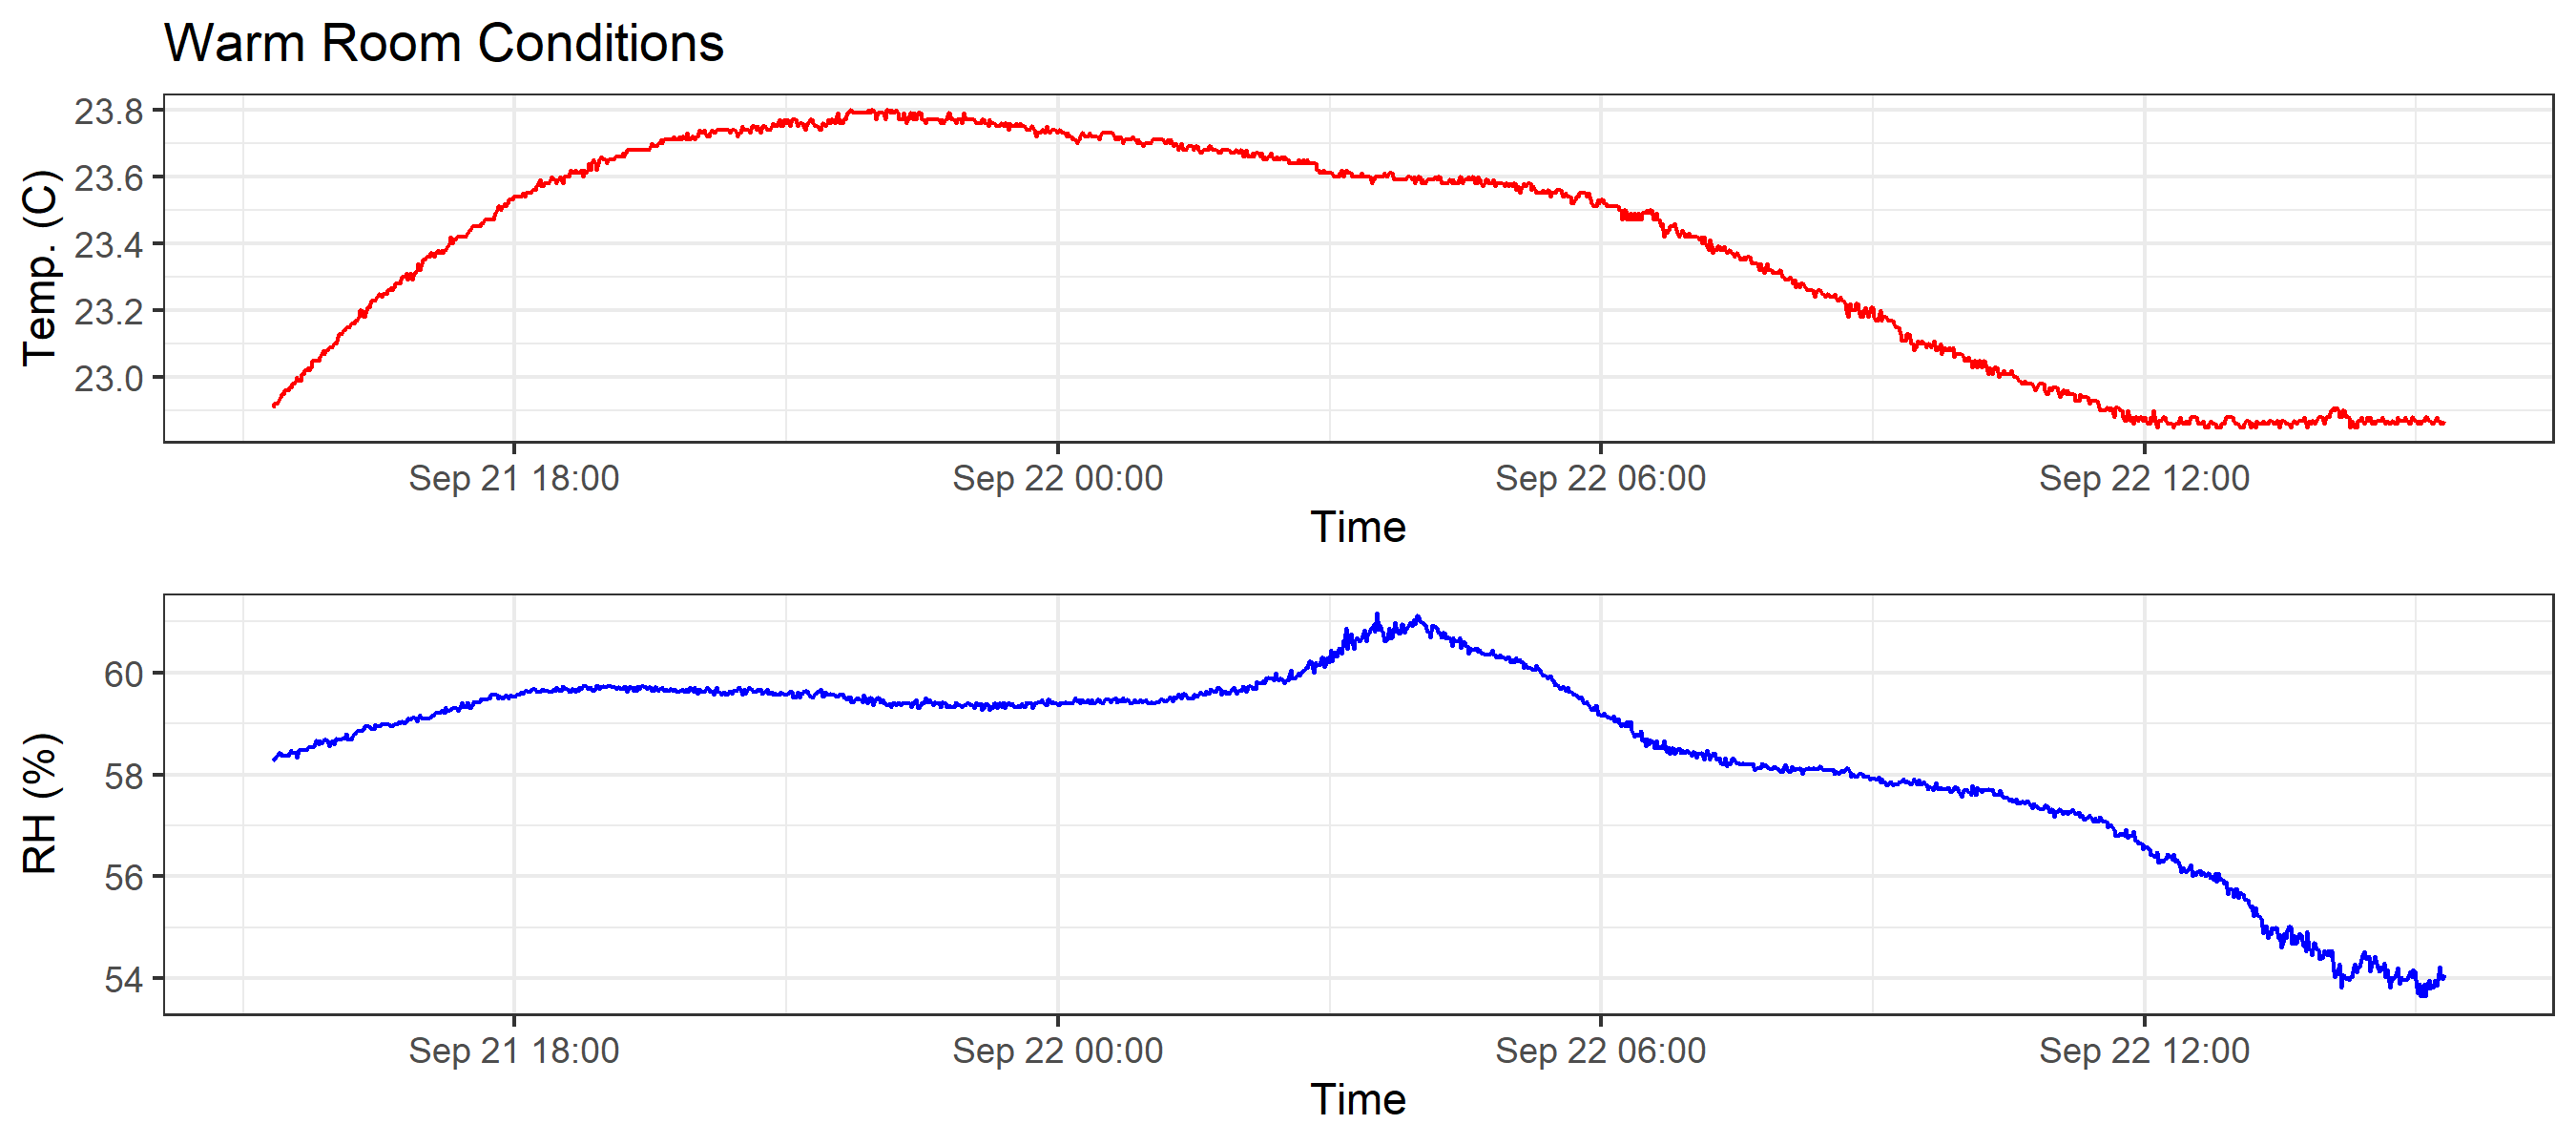 Warm Room Conditions
23.8
23.6
23.4
23.2
23.0
Temp. (C)
Sep 21 18:00 Sep 22 00:00 Sep 22 06:00 Sep 22 12:00
Time
60
58
56
54
RH (%)
Sep 21 18:00 Sep 22 00:00 Sep 22 06:00 Sep 22 12:00
Time